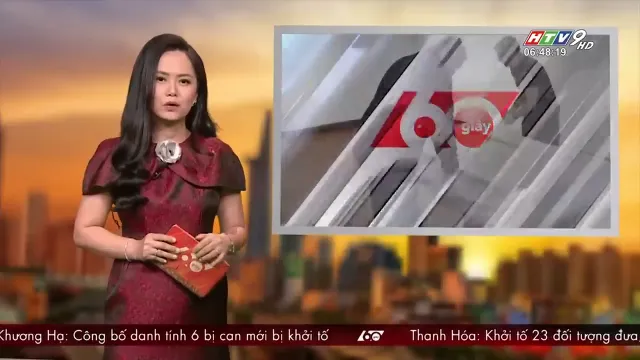 HTV9 HD
06:48:19
60 giây
Khương Hạ: Công bố danh tính 6 bị can mới bị khởi tố
60
Thanh Hóa: Khởi tố 23 đối tượng đưa